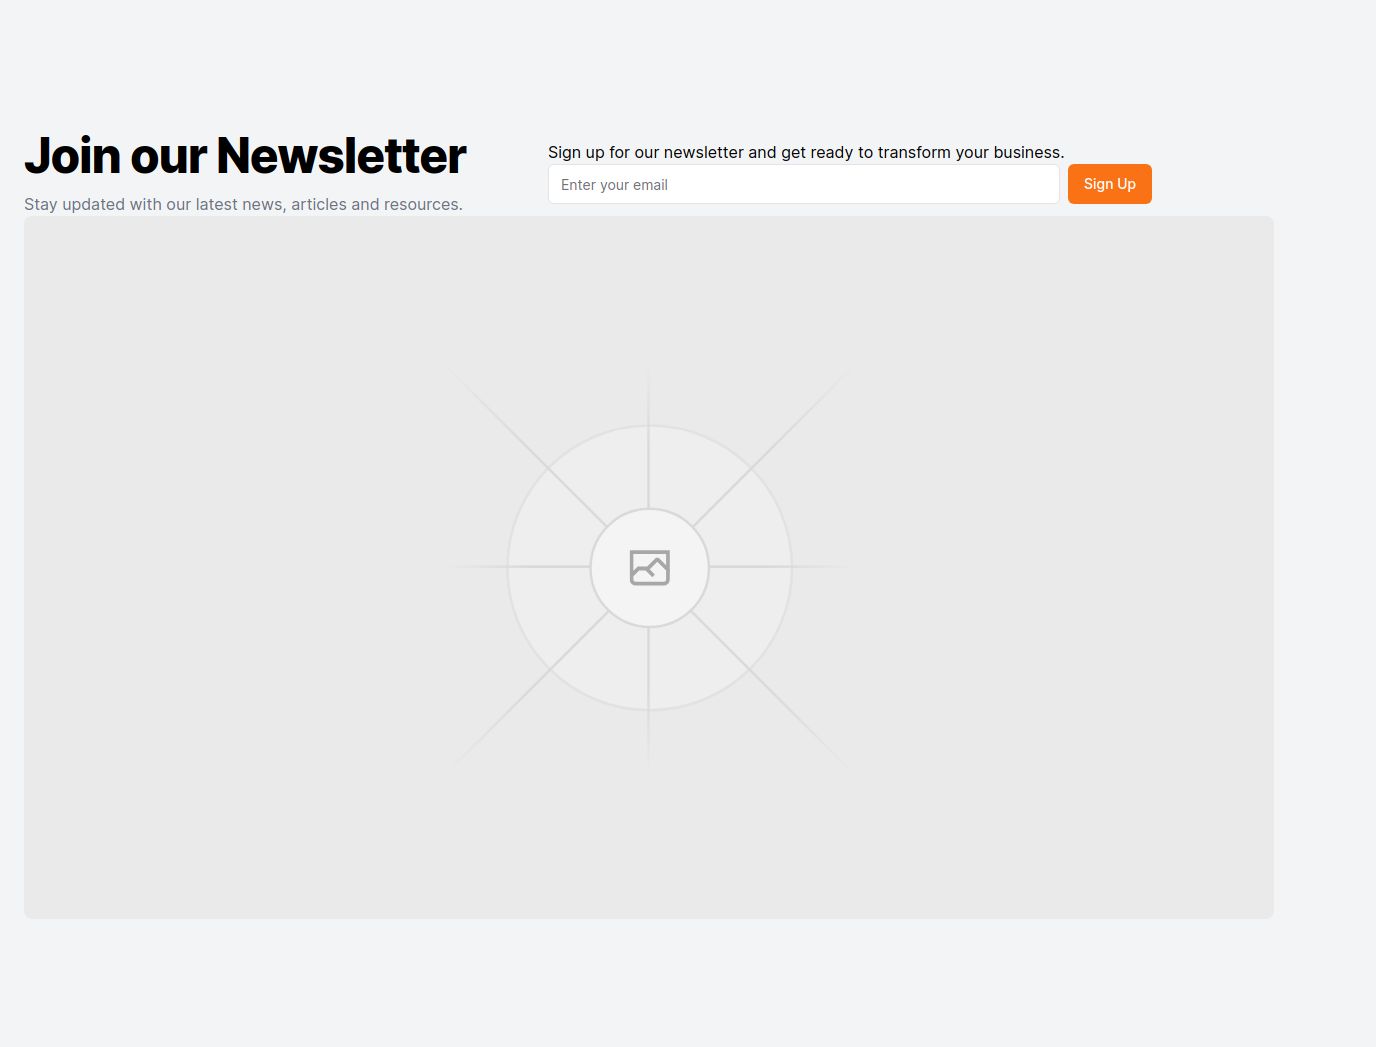 Join our Newsletter
Stay updated with our latest news, articles and resources.
Sign up for our newsletter and get ready to transform your business.
Enter your email
Sign Up